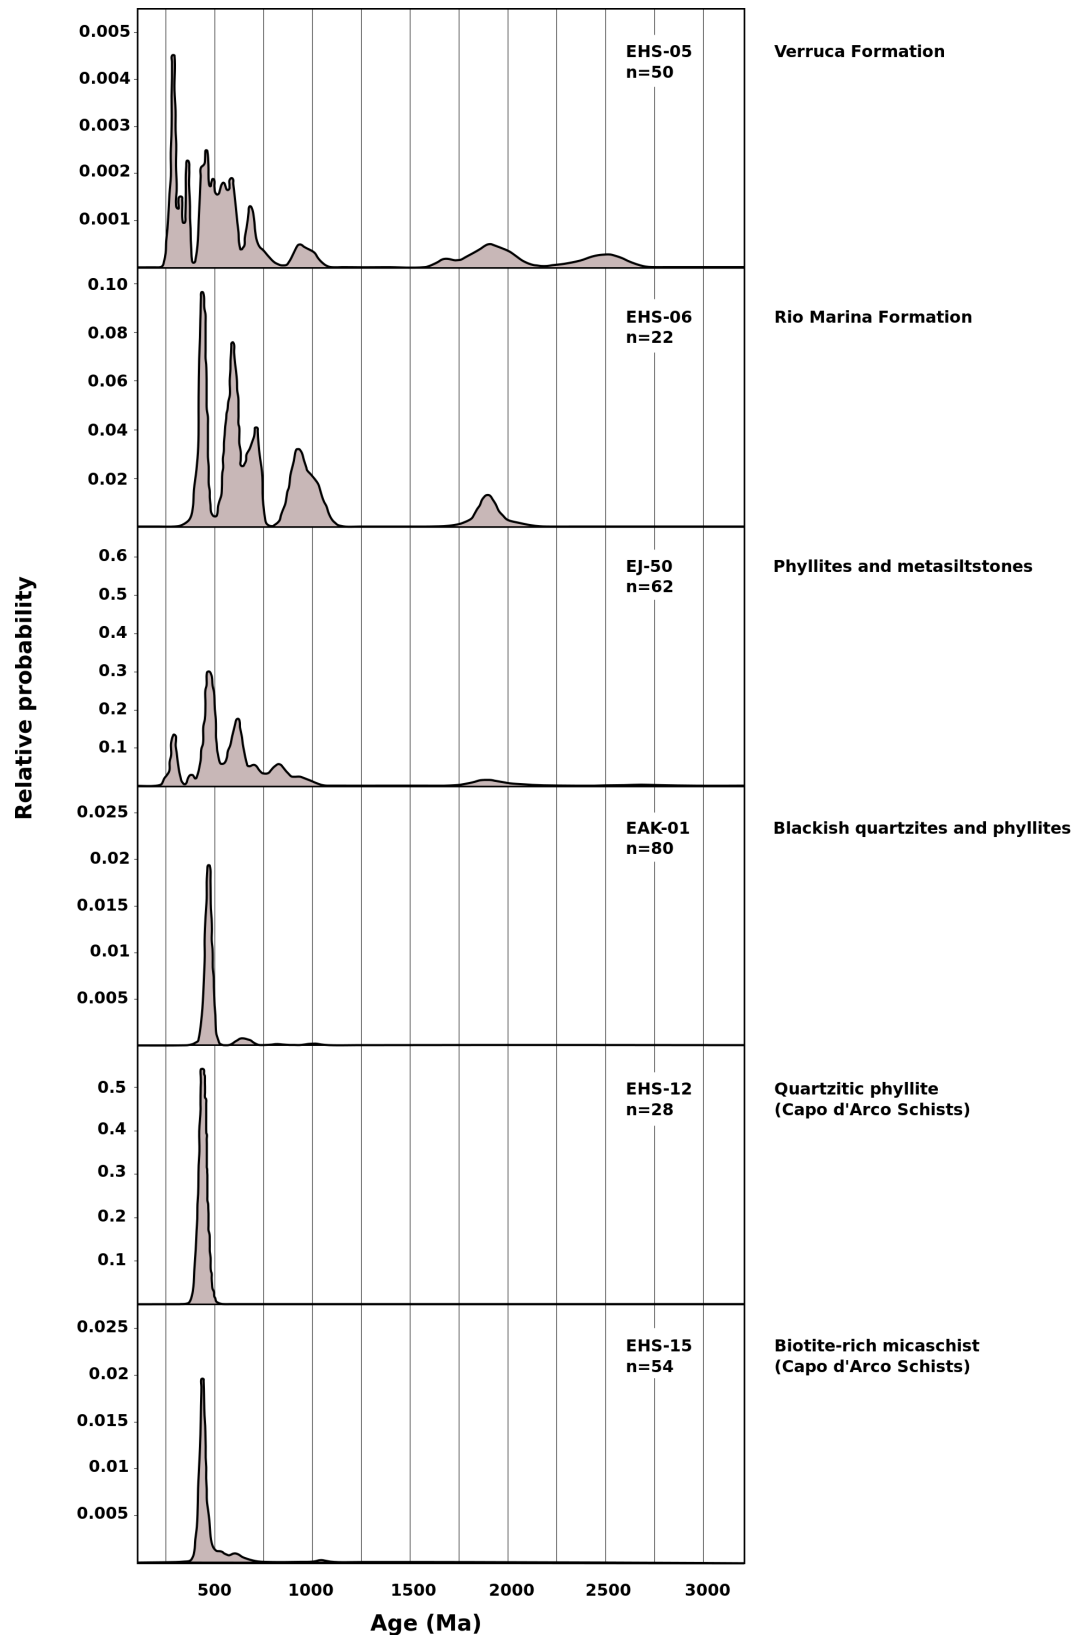 0.005
EHS-05
Verruca Formation
n=50
0.004
0.003
0.002
0.001
0.10
EHS-06
Rio Marina Formation
n=22
0.08
0.06
0.04
0.02
0.6
EJ-50
Phyllites and metasiltstones
n=62
0.5
0.4
0.3
0.2
0.1
Relative probability
0.025
EAK-01
Blackish quartzites and phyllites
n=80
0.02
0.015
0.01
0.005
0.5
EHS-12
Quartzitic phyllite
n=28
(Capo d'Arco Schists)
0.4
0.3
0.2
0.1
0.025
EHS-15
Biotite-rich micaschist
n=54
(Capo d'Arco Schists)
0.02
0.015
0.01
0.005
500 1000 1500 2000 2500 3000
Age (Ma)